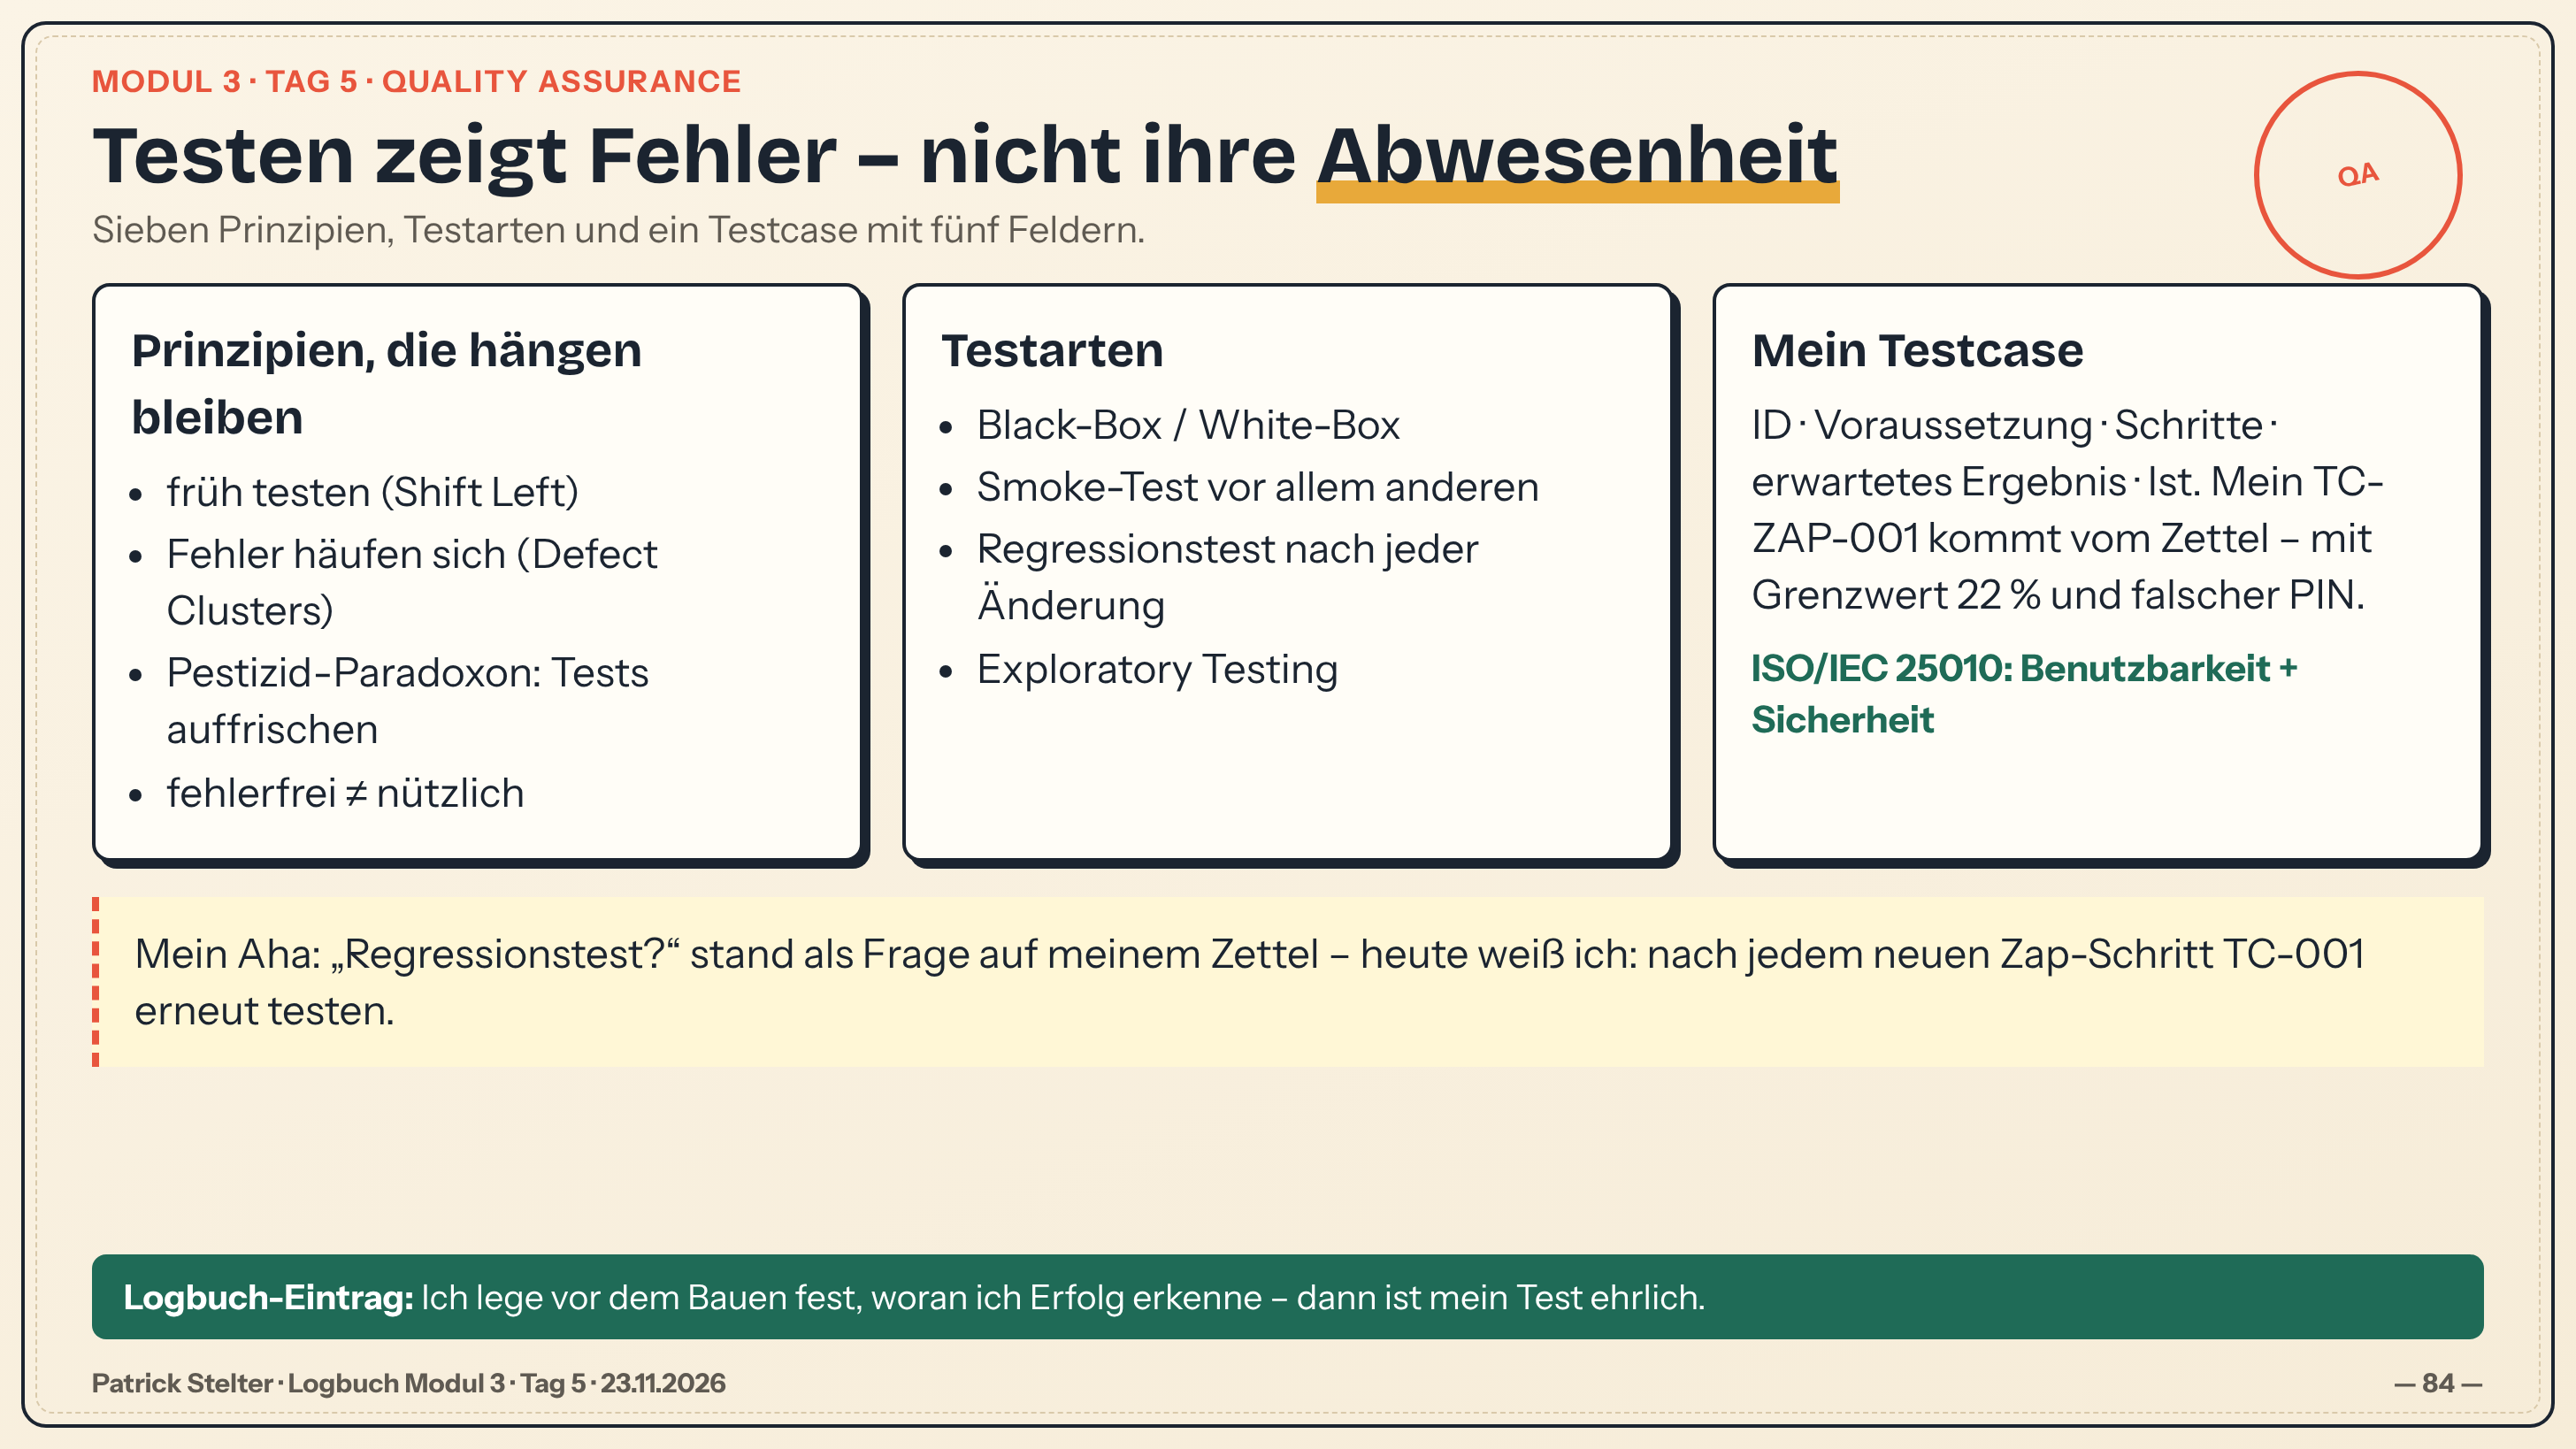 MODUL 3 · TAG 5 · QUALITY ASSURANCE
Testen zeigt Fehler – nicht ihre Abwesenheit
Sieben Prinzipien, Testarten und ein Testcase mit fünf Feldern.
QA
Prinzipien, die hängen
bleiben
• früh testen (Shift Left)
• Fehler häufen sich (Defect
Clusters)
• Pestizid-Paradoxon: Tests
auffrischen
• fehlerfrei ≠ nützlich
Testarten
• Black-Box / White-Box
• Smoke-Test vor allem anderen
• Regressionstest nach jeder
Änderung
• Exploratory Testing
Mein Testcase
ID · Voraussetzung · Schritte ·
erwartetes Ergebnis · Ist. Mein TC-
ZAP-001 kommt vom Zettel – mit
Grenzwert 22 % und falscher PIN.
ISO/IEC 25010: Benutzbarkeit +
Sicherheit
Mein Aha: „Regressionstest?“ stand als Frage auf meinem Zettel – heute weiß ich: nach jedem neuen Zap-Schritt TC-001
erneut testen.
Logbuch-Eintrag: Ich lege vor dem Bauen fest, woran ich Erfolg erkenne – dann ist mein Test ehrlich.
Patrick Stelter · Logbuch Modul 3 · Tag 5 · 23.11.2026
— 84 —